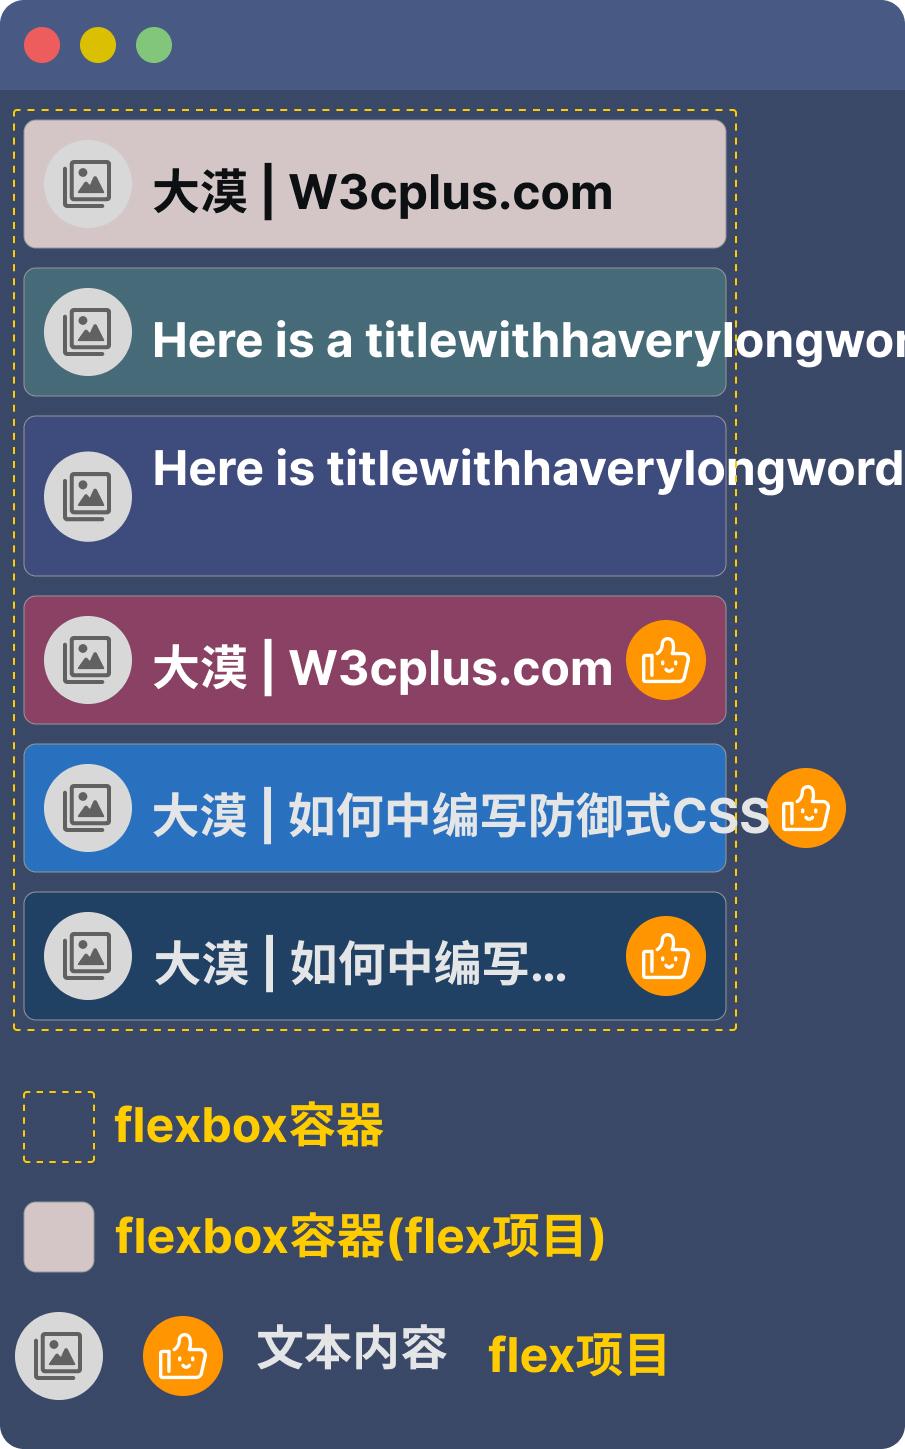 大漠 | W3cplus.com
Here is a titlewithhaverylongwor
Here is titlewithhaverylongword
大漠 | W3cplus.com
大漠 | 如何中编写防御式CSS
大漠 | 如何中编写...
flexbox容器
flexbox容器(flex项目)
文本内容 flex项目